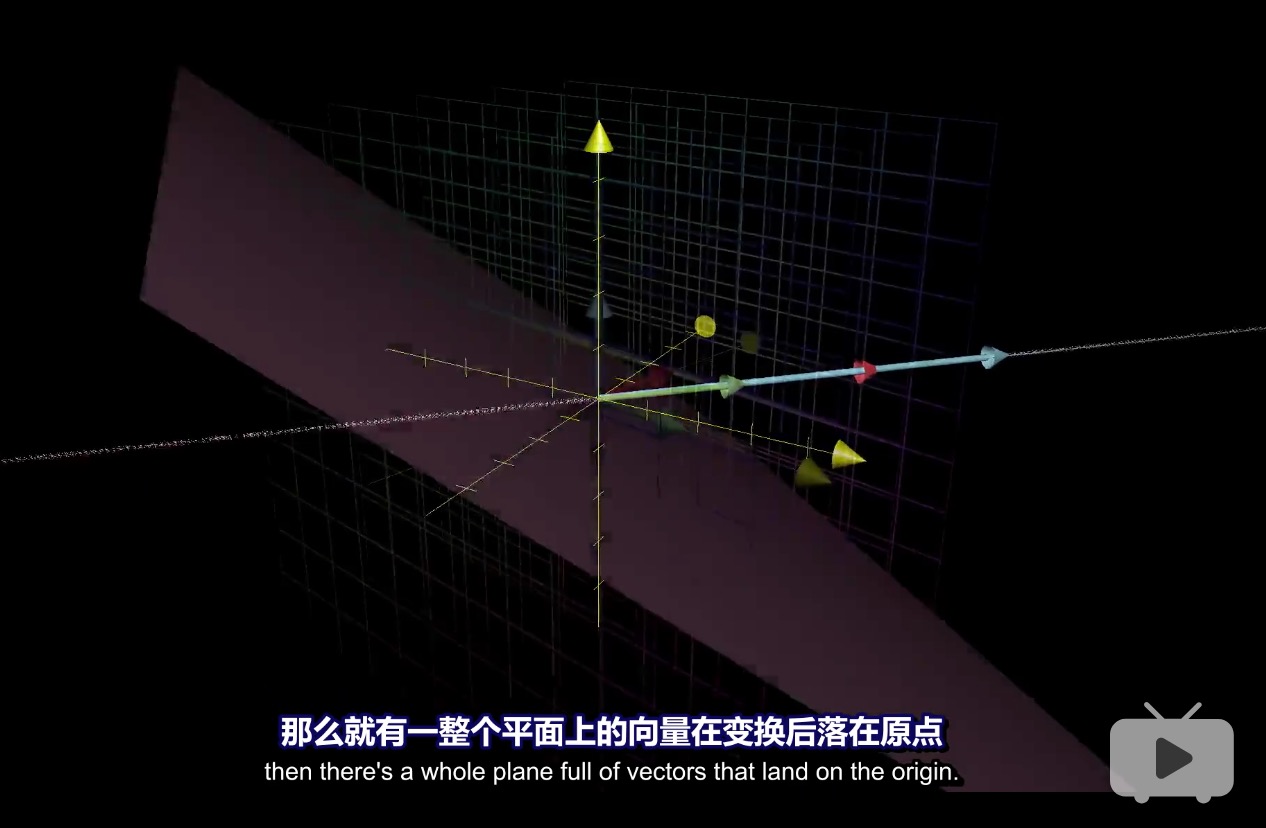 那么就有一整个平面上的向量在变换后落在原点
then there's a whole plane full of vectors that land on the origin.